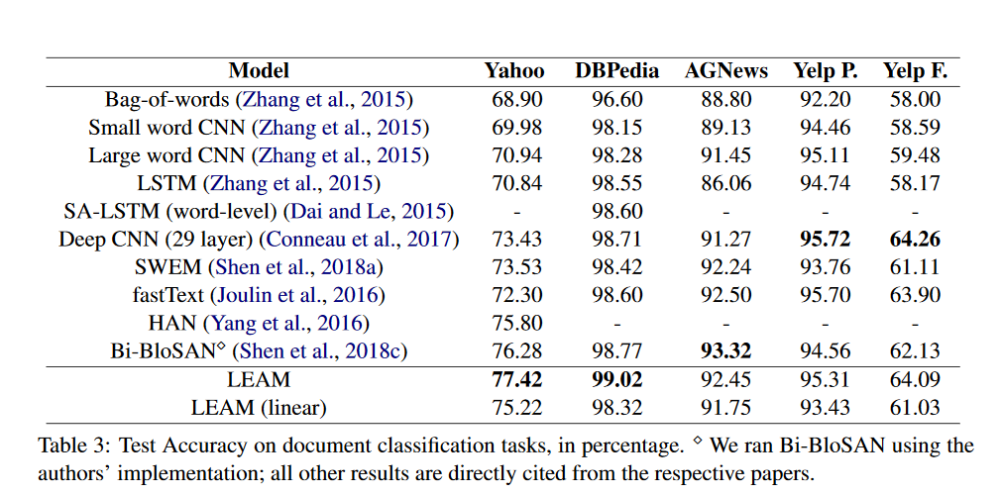 Model Yahoo DBPedia AGNews Yelp P. Yelp F.
Bag-of-words (Zhang et al., 2015) 68.90 96.60 88.80 92.20 58.00
Small word CNN (Zhang et al., 2015) 69.98 98.15 89.13 94.46 58.59
Large word CNN (Zhang et al., 2015) 70.94 98.28 91.45 95.11 59.48
LSTM (Zhang et al., 2015) 70.84 98.55 86.06 94.74 58.17
SA-LSTM (word-level) (Dai and Le, 2015) - 98.60 - - -
Deep CNN (29 layer) (Conneau et al., 2017) 73.43 98.71 91.27 95.72 64.26
SWEM (Shen et al., 2018a) 73.53 98.42 92.24 93.76 61.11
fastText (Joulin et al., 2016) 72.30 98.60 92.50 95.70 63.90
HAN (Yang et al., 2016) 75.80 - - - -
Bi-BloSAN⋄ (Shen et al., 2018c) 76.28 98.77 93.32 94.56 62.13
LEAM 77.42 99.02 92.45 95.31 64.09
LEAM (linear) 75.22 98.32 91.75 93.43 61.03
Table 3: Test Accuracy on document classification tasks, in percentage. ⋄ We ran Bi-BloSAN using the
authors' implementation; all other results are directly cited from the respective papers.